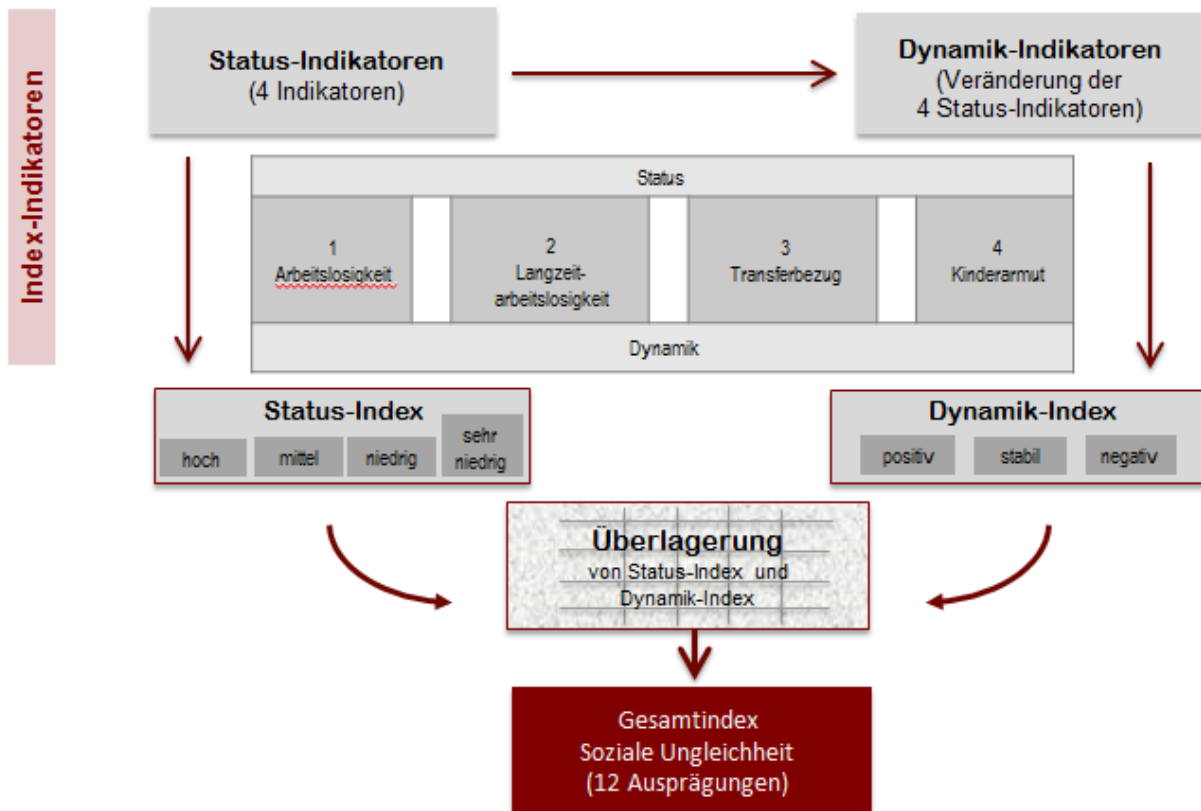 Index-Indikatoren
Status-Indikatoren
(4 Indikatoren)
Dynamik-Indikatoren
(Veränderung der
4 Status-Indikatoren)
Status
1
Arbeitslosigkeit
2
Langzeit-
arbeitslosigkeit
3
Transferbezug
4
Kinderarmut
Dynamik
Status-Index
hoch
mittel
niedrig
sehr
niedrig
Dynamik-Index
positiv
stabil
negativ
Überlagerung
von Status-Index und
Dynamik-Index
Gesamtindex
Soziale Ungleichheit
(12 Ausprägungen)